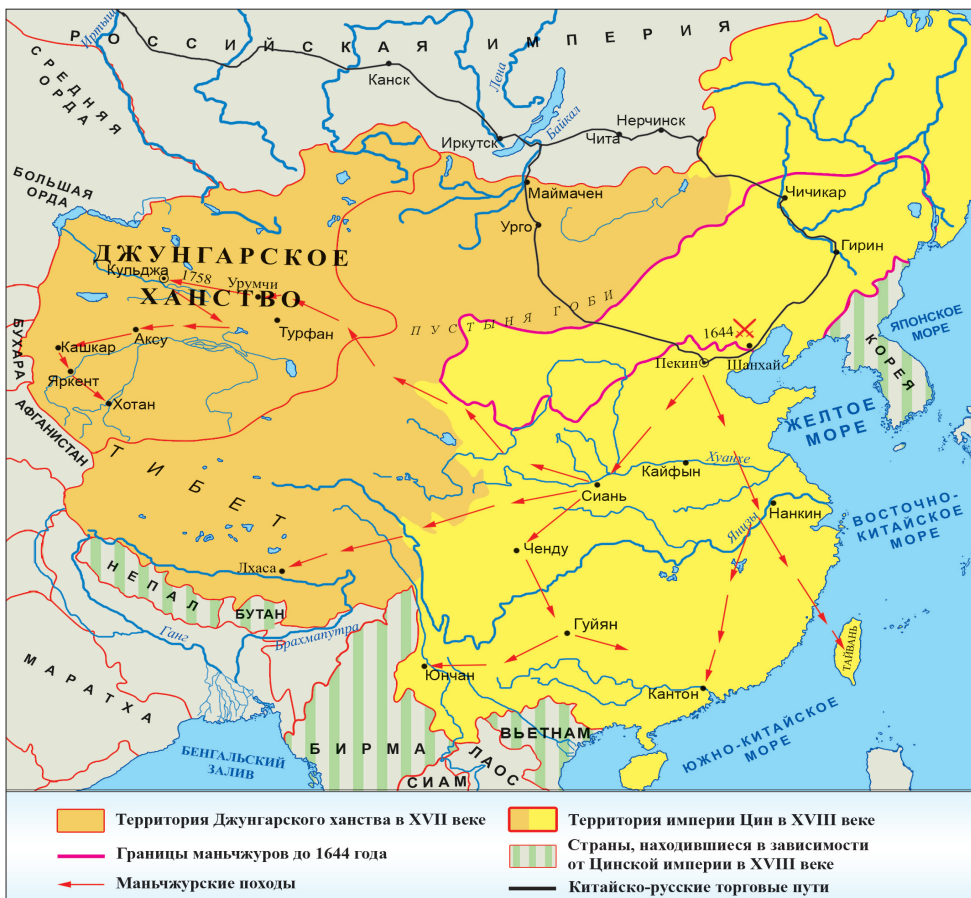 РОССИЙСКАЯ ИМПЕРИЯ
Иртыш
СРЕДНЯЯ
ОРДА
Канск
Лена
Байкал
Иркутск
Чита
Нерчинск
БОЛЬШАЯ
ОРДА
Маймачен
Чичикар
Урго
Гирин
ДЖУНГАРСКОЕ
ХАНСТВО
Кульджа
1758
Урумчи
Турфан
ПУСТЫНЯ ГОБИ
ЯПОНСКОЕ
МОРЕ
БУХАРА
Кашкар
Аксу
Яркент
Хотан
1644
Пекин
Шанхай
КОРЕЯ
АФГАНИСТАН
ЖЕЛТОЕ
МОРЕ
ТИБЕТ
Кайфын
Хуанхе
Сиань
Нанкин
Янизы
ВОСТОЧНО-
КИТАЙСКОЕ
МОРЕ
Ченду
Лхаса
НЕПАЛ
БУТАН
Ганг
Брахмапутра
Гуйян
ТАЙВАНЬ
МАРАТХА
Юнчан
Кантон
БЕНГАЛЬСКИЙ
ЗАЛИВ
БИРМА
ВЬЕТНАМ
ЛАОС
СИАМ
ЮЖНО-КИТАЙСКОЕ
МОРЕ
Территория Джунгарского ханства в XVII веке
Границы маньчжуров до 1644 года
Маньчжурские походы
Территория империи Цин в XVIII веке
Страны, находившиеся в зависимости
от Цинской империи в XVIII веке
Китайско-русские торговые пути